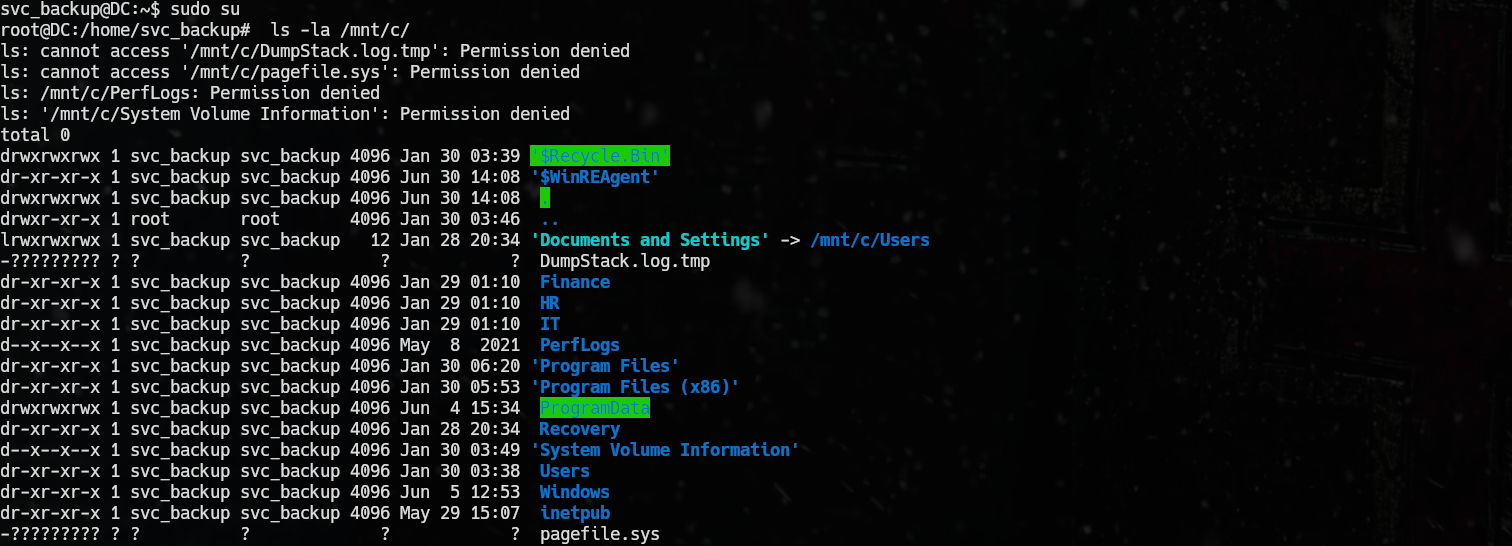 svc_backup@DC:~$ sudo su
root@DC:/home/svc_backup#  ls -la /mnt/c/
ls: cannot access '/mnt/c/DumpStack.log.tmp': Permission denied
ls: cannot access '/mnt/c/pagefile.sys': Permission denied
ls: /mnt/c/PerfLogs: Permission denied
ls: '/mnt/c/System Volume Information': Permission denied
total 0
drwxrwxrwx 1 svc_backup svc_backup 4096 Jan 30 03:39 '$Recycle.Bin'
dr-xr-xr-x 1 svc_backup svc_backup 4096 Jun 30 14:08 '$WinREAgent'
drwxrwxrwx 1 svc_backup svc_backup 4096 Jun 30 14:08  .
drwxr-xr-x 1 root       root       4096 Jan 30 03:46  ..
lrwxrwxrwx 1 svc_backup svc_backup   12 Jan 28 20:34 'Documents and Settings' -> /mnt/c/Users
-????????? ? ?          ?             ?            ?  DumpStack.log.tmp
dr-xr-xr-x 1 svc_backup svc_backup 4096 Jan 29 01:10  Finance
dr-xr-xr-x 1 svc_backup svc_backup 4096 Jan 29 01:10  HR
dr-xr-xr-x 1 svc_backup svc_backup 4096 Jan 29 01:10  IT
d--x--x--x 1 svc_backup svc_backup 4096 May  8  2021  PerfLogs
dr-xr-xr-x 1 svc_backup svc_backup 4096 Jan 30 06:20 'Program Files'
dr-xr-xr-x 1 svc_backup svc_backup 4096 Jan 30 05:53 'Program Files (x86)'
drwxrwxrwx 1 svc_backup svc_backup 4096 Jun  4 15:34  ProgramData
dr-xr-xr-x 1 svc_backup svc_backup 4096 Jan 28 20:34  Recovery
d--x--x--x 1 svc_backup svc_backup 4096 Jan 30 03:49 'System Volume Information'
dr-xr-xr-x 1 svc_backup svc_backup 4096 Jan 30 03:38  Users
dr-xr-xr-x 1 svc_backup svc_backup 4096 Jun  5 12:53  Windows
dr-xr-xr-x 1 svc_backup svc_backup 4096 May 29 15:07  inetpub
-????????? ? ?          ?             ?            ?  pagefile.sys